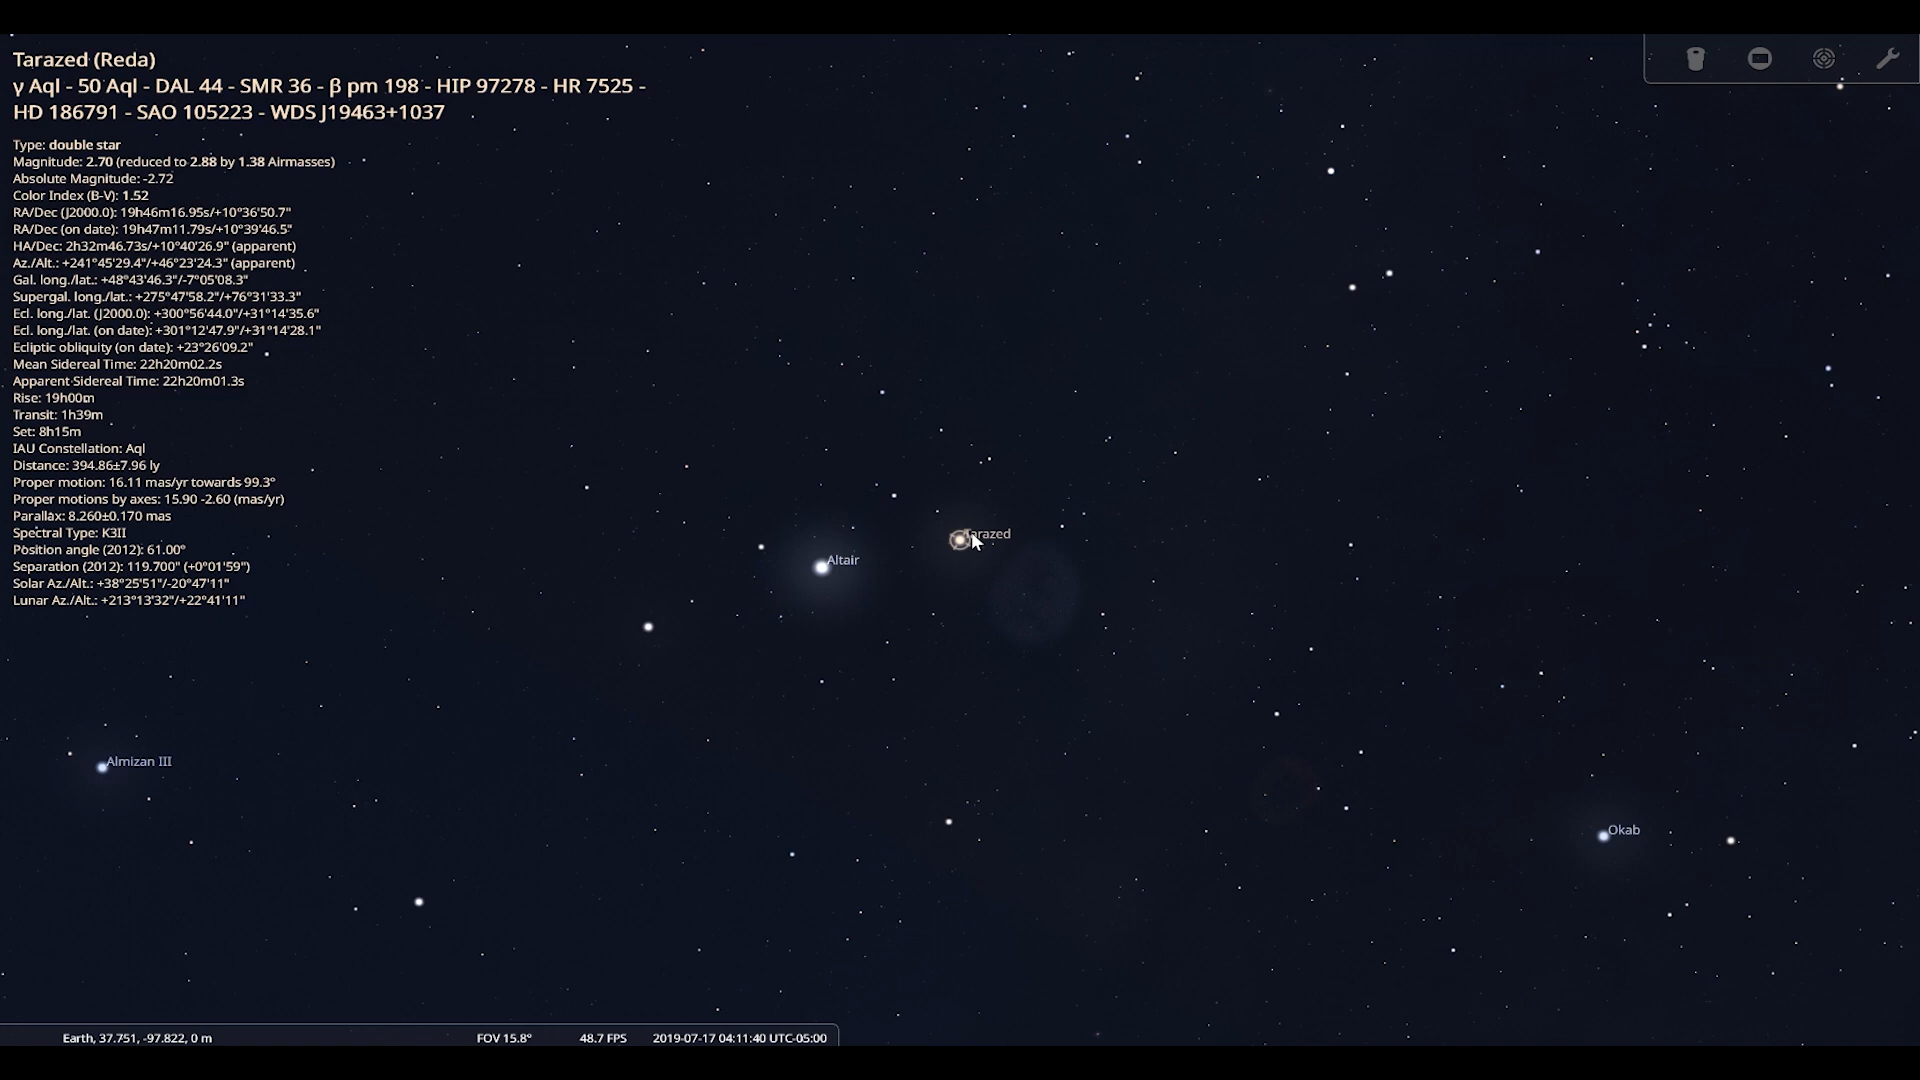 Tarazed (Reda)
γ Aql - 50 Aql - DAL 44 - SMR 36 - β pm 198 - HIP 97278 - HR 7525 -
HD 186791 - SAO 105223 - WDS J19463+1037
Type: double star
Magnitude: 2.70 (reduced to 2.88 by 1.38 Airmasses)
Absolute Magnitude: -2.72
Color Index (B-V): 1.52
RA/Dec (J2000.0): 19h46m16.95s/+10°36'50.7"
RA/Dec (on date): 19h47m11.79s/+10°39'46.5"
HA/Dec: 2h32m46.73s/+10°40'26.9" (apparent)
Az./Alt.: +241°45'29.4"/+46°23'24.3" (apparent)
Gal. long./lat.: +48°43'46.3"/-7°05'08.3"
Supergal. long./lat.: +275°47'58.2"/+76°31'33.3"
Ecl. long./lat. (J2000.0): +300°56'44.0"/+31°14'35.6"
Ecl. long./lat. (on date): +301°12'47.9"/+31°14'28.1"
Ecliptic obliquity (on date): +23°26'09.2"
Mean Sidereal Time: 22h20m02.2s
Apparent Sidereal Time: 22h20m01.3s
Rise: 19h00m
Transit: 1h39m
Set: 8h15m
IAU Constellation: Aql
Distance: 394.86±7.96 ly
Proper motion: 16.11 mas/yr towards 99.3°
Proper motions by axes: 15.90 -2.60 (mas/yr)
Parallax: 8.260±0.170 mas
Spectral Type: K3II
Position angle (2012): 61.00°
Separation (2012): 119.700" (+0°01'59")
Solar Az./Alt.: +38°25'51"/-20°47'11"
Lunar Az./Alt.: +213°13'32"/+22°41'11"
Tarazed
Altair
Almizan III
Okab
Earth, 37.751, -97.822, 0 m FOV 15.8° 48.7 FPS 2019-07-17 04:11:40 UTC-05:00